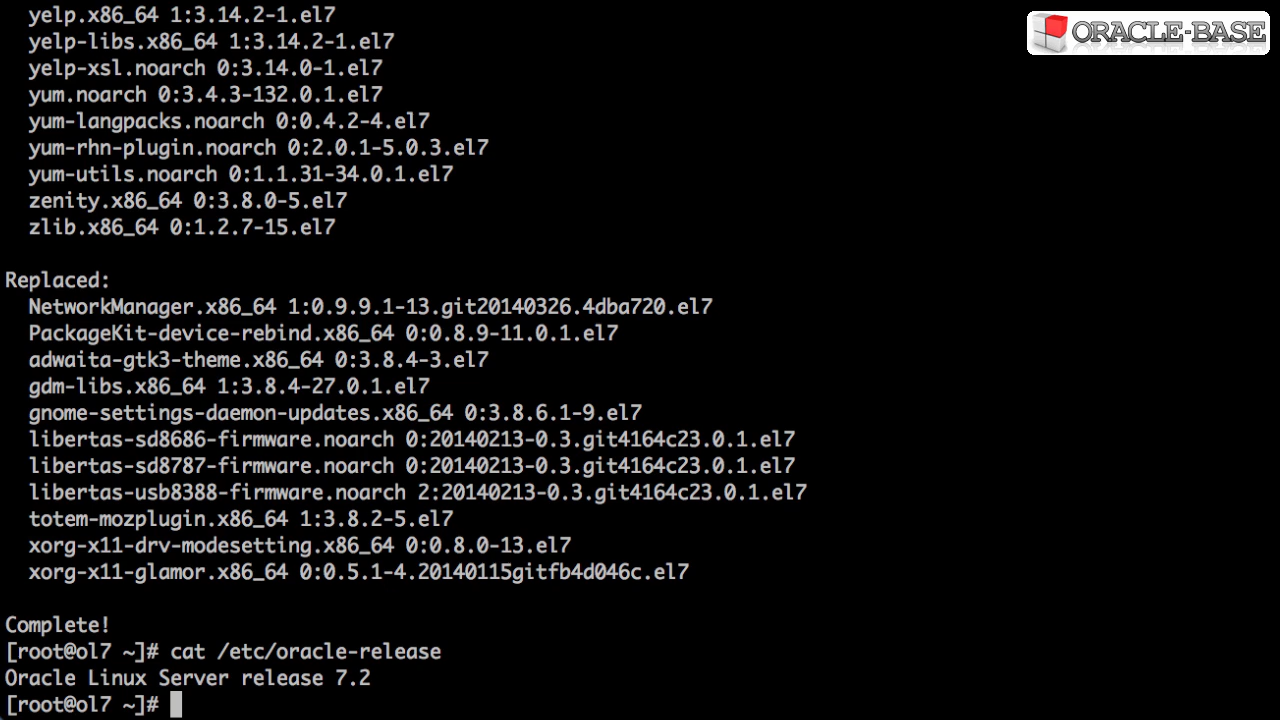 yelp.x86_64 1:3.14.2-1.el7
ORACLE-BASE
yelp-libs.x86_64 1:3.14.2-1.el7
yelp-xsl.noarch 0:3.14.0-1.el7
yum.noarch 0:3.4.3-132.0.1.el7
yum-langpacks.noarch 0:0.4.2-4.el7
yum-rhn-plugin.noarch 0:2.0.1-5.0.3.el7
yum-utils.noarch 0:1.1.31-34.0.1.el7
zenity.x86_64 0:3.8.0-5.el7
zlib.x86_64 0:1.2.7-15.el7
Replaced:
NetworkManager.x86_64 1:0.9.9.1-13.git20140326.4dba720.el7
PackageKit-device-rebind.x86_64 0:0.8.9-11.0.1.el7
adwaita-gtk3-theme.x86_64 0:3.8.4-3.el7
gdm-libs.x86_64 1:3.8.4-27.0.1.el7
gnome-settings-daemon-updates.x86_64 0:3.8.6.1-9.el7
libertas-sd8686-firmware.noarch 0:20140213-0.3.git4164c23.0.1.el7
libertas-sd8787-firmware.noarch 0:20140213-0.3.git4164c23.0.1.el7
libertas-usb8388-firmware.noarch 2:20140213-0.3.git4164c23.0.1.el7
totem-mozplugin.x86_64 1:3.8.2-5.el7
xorg-x11-drv-modesetting.x86_64 0:0.8.0-13.el7
xorg-x11-glamor.x86_64 0:0.5.1-4.20140115gitfb4d046c.el7
Complete!
[root@ol7 ~]# cat /etc/oracle-release
Oracle Linux Server release 7.2
[root@ol7 ~]#